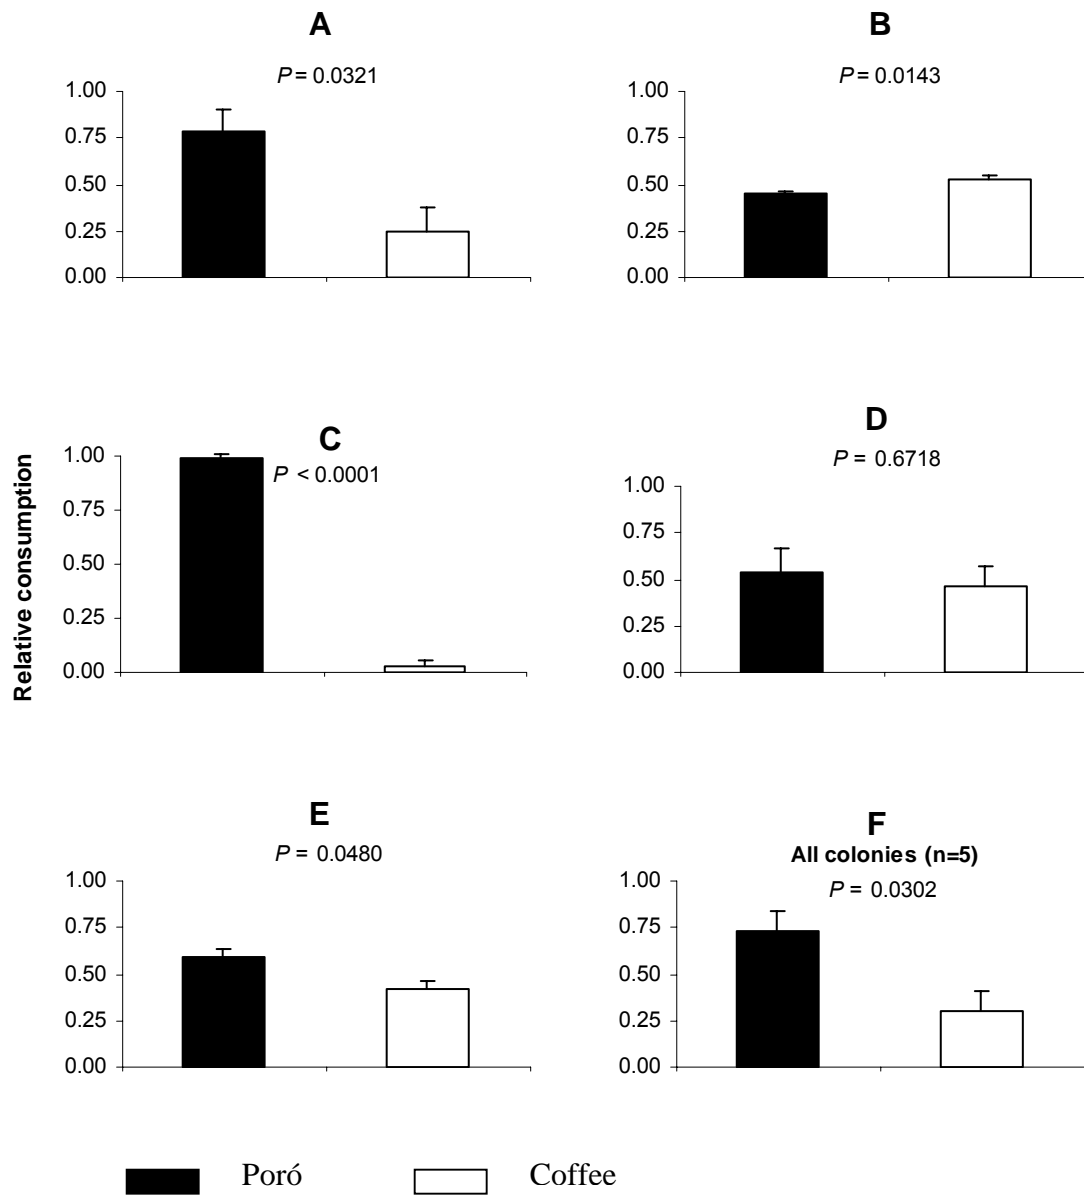 A
P = 0.0321
1.00
0.75
0.50
0.25
0.00
B
P = 0.0143
1.00
0.75
0.50
0.25
0.00
Relative consumption
C
P < 0.0001
1.00
0.75
0.50
0.25
0.00
D
P = 0.6718
1.00
0.75
0.50
0.25
0.00
E
P = 0.0480
1.00
0.75
0.50
0.25
0.00
F
All colonies (n=5)
P = 0.0302
1.00
0.75
0.50
0.25
0.00
Poró
Coffee